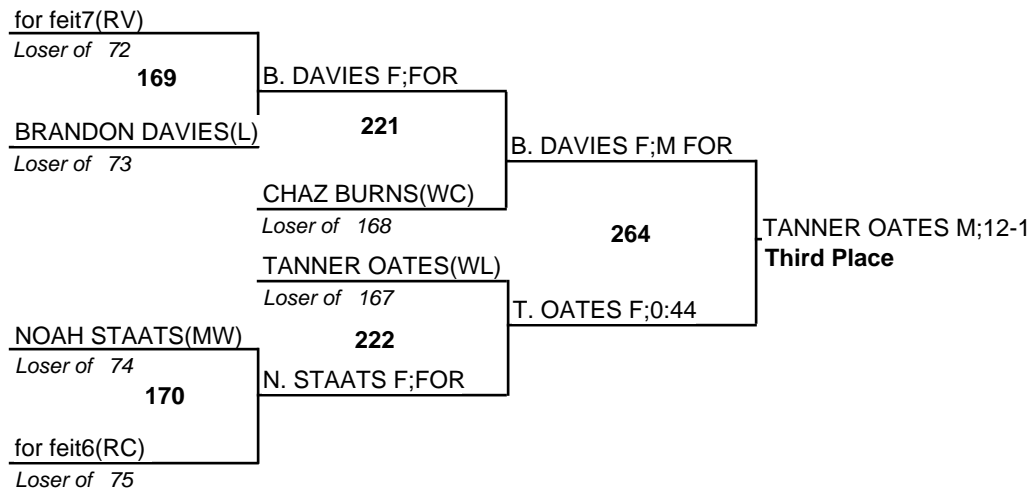 for feit7(RV)
Loser of 72
169
B. DAVIES F;FOR
BRANDON DAVIES(L)
Loser of 73
221
B. DAVIES F;M FOR
CHAZ BURNS(WC)
Loser of 168
264
TANNER OATES M;12-1
Third Place
TANNER OATES(WL)
Loser of 167
T. OATES F;0:44
222
NOAH STAATS(MW)
Loser of 74
170
N. STAATS F;FOR
for feit6(RC)
Loser of 75